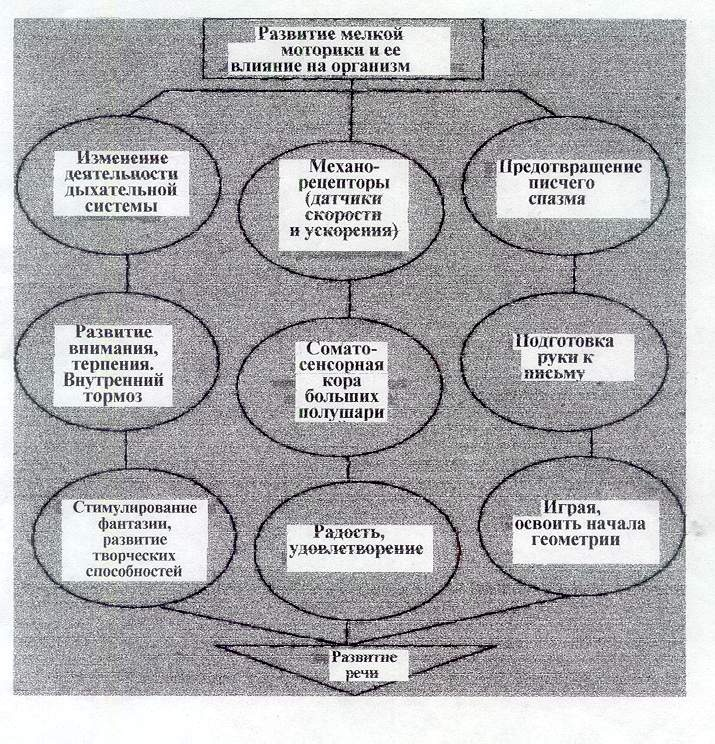 Развитие мелкой
моторики и ее
влияние на организм
Изменение
деятельности
дыхательной
системы
Механо-
рецепторы
(датчики
скорости
и ускорения)
Предотвращение
писчего
спазма
Развитие
внимания,
терпения.
Внутренний
тормоз
Сомато-
сенсорная
кора
больших
полушари
Подготовка
руки к
письму
Стимулирование
фантазии,
развитие
творческих
способностей
Радость,
удовлетворение
Играя,
освоить начала
геометрии
Развитие
речи